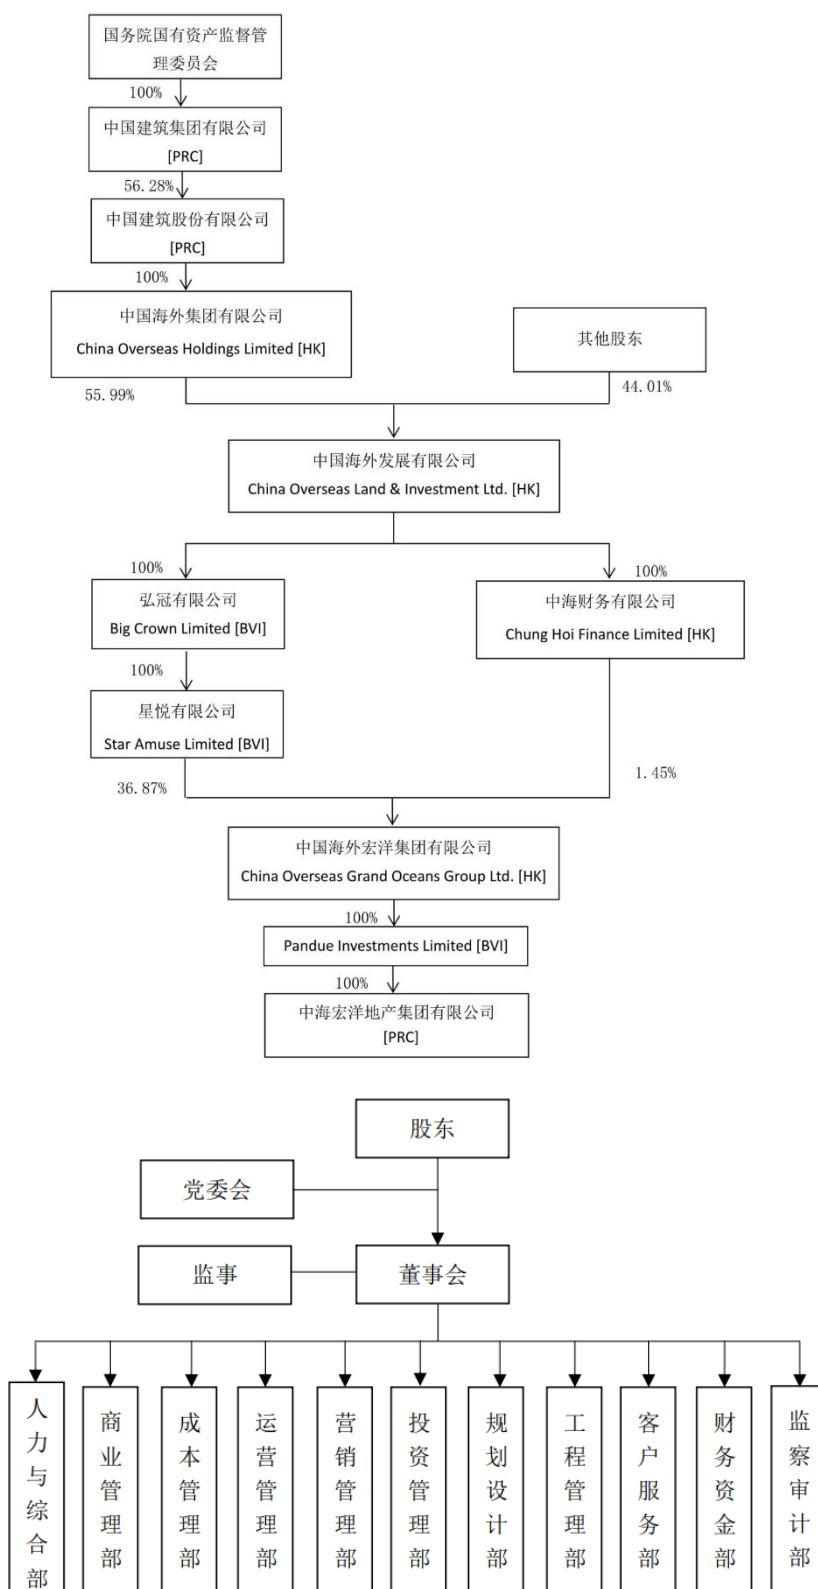 国务院国有资产监督管
理委员会
100%
中国建筑集团有限公司
[PRC]
56.28%
中国建筑股份有限公司
[PRC]
100%
中国海外集团有限公司
China Overseas Holdings Limited [HK]
其他股东
55.99%
44.01%
中国海外发展有限公司
China Overseas Land & Investment Ltd. [HK]
100%
100%
弘冠有限公司
Big Crown Limited [BVI]
中海财务有限公司
Chung Hoi Finance Limited [HK]
100%
星悦有限公司
Star Amuse Limited [BVI]
36.87%
1.45%
中国海外宏洋集团有限公司
China Overseas Grand Oceans Group Ltd. [HK]
100%
Pandue Investments Limited [BVI]
100%
中海宏洋地产集团有限公司
[PRC]
股东
党委会
监事
董事会
人力与综合部
商业管理部
成本管理部
运营管理部
营销管理部
投资管理部
规划设计部
工程管理部
客户服务部
财务资金部
监察审计部